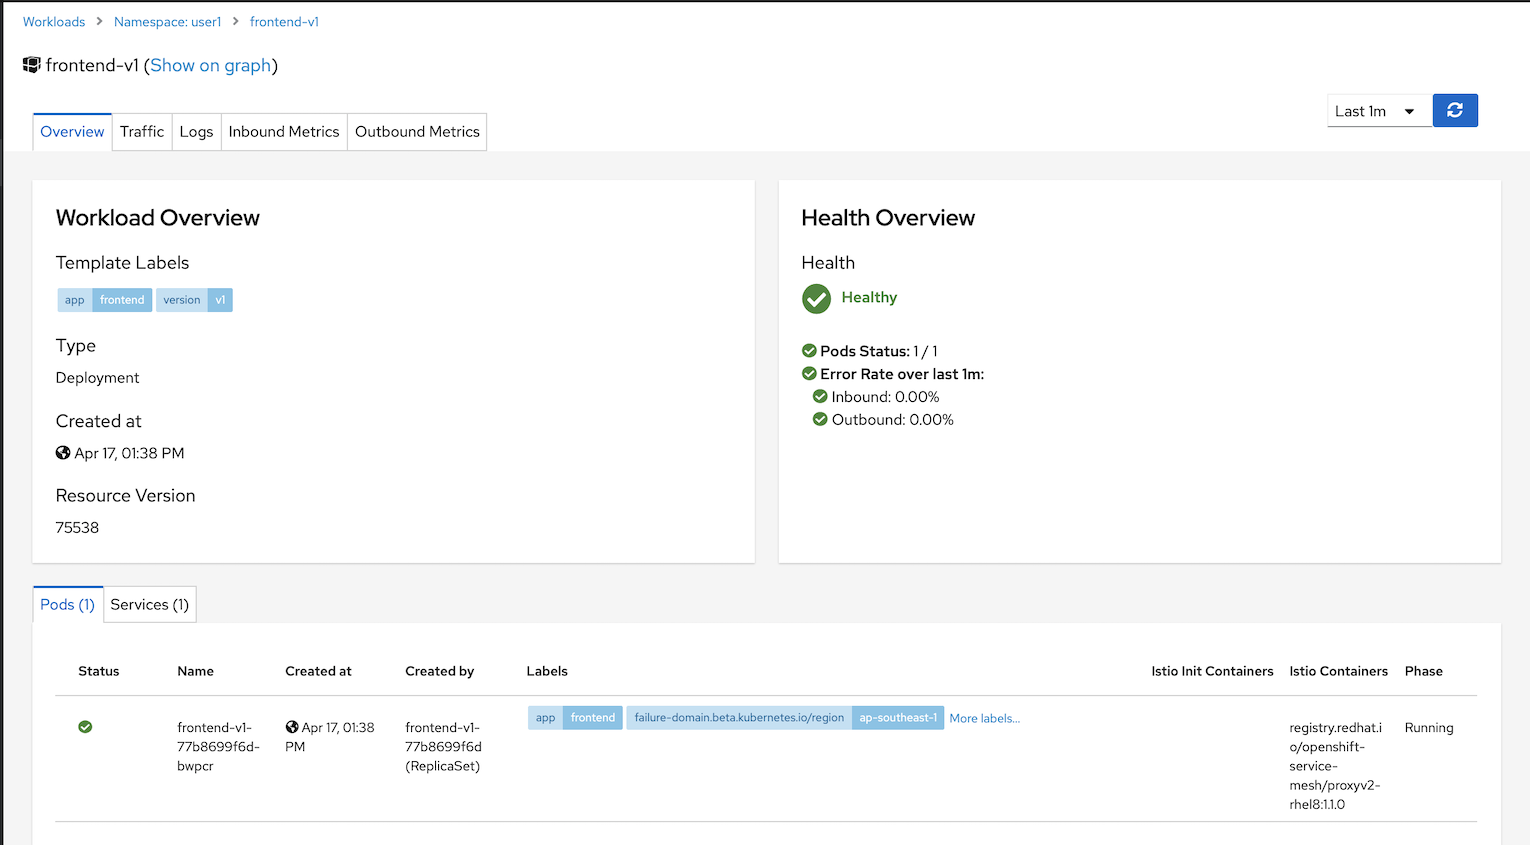 Workloads > Namespace: user1 > frontend-v1
frontend-v1 (Show on graph)
Last 1m
Overview Traffic Logs Inbound Metrics Outbound Metrics
Workload Overview
Template Labels
app frontend version v1
Type
Deployment
Created at
Apr 17, 01:38 PM
Resource Version
75538
Health Overview
Health
Healthy
Pods Status: 1 / 1
Error Rate over last 1m:
Inbound: 0.00%
Outbound: 0.00%
Pods (1) Services (1)
Status Name Created at Created by Labels Istio Init Containers Istio Containers Phase
frontend-v1-
77b8699f6d-
bwpcr
Apr 17, 01:38
PM
frontend-v1-
77b8699f6d
(ReplicaSet)
app frontend failure-domain.beta.kubernetes.io/region ap-southeast-1 More labels...
registry.redhat.i
o/openshift-
service-
mesh/proxyv2-
rhel8:1.1.0
Running